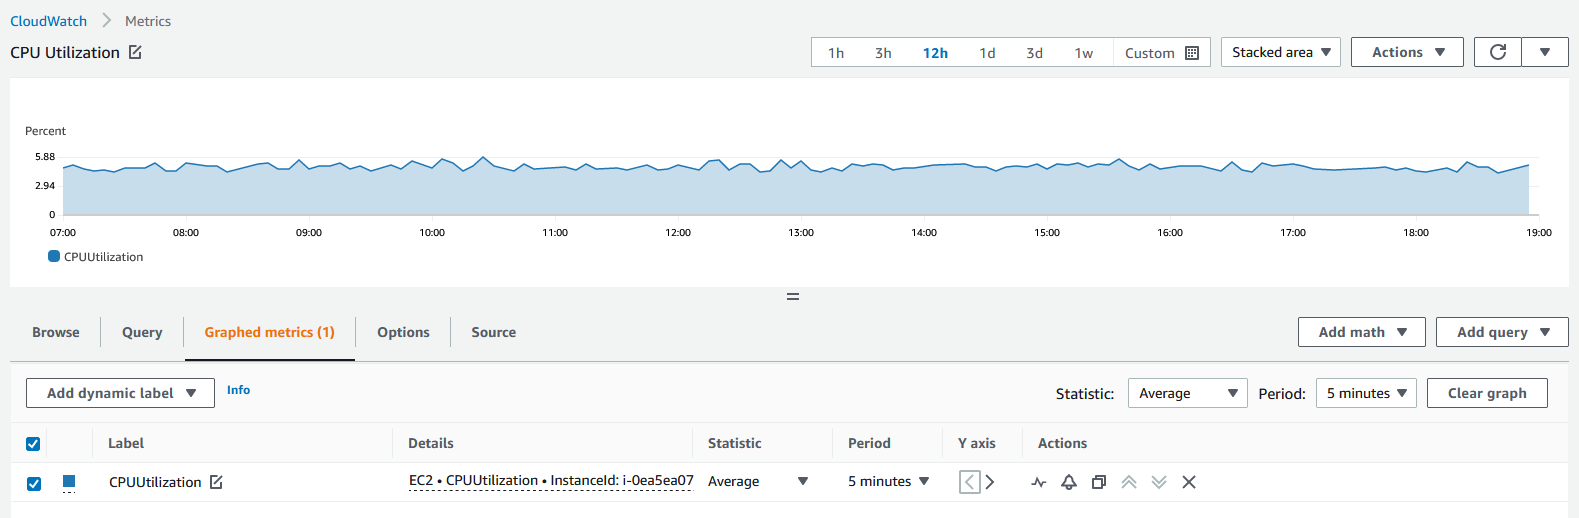 CloudWatch > Metrics
CPU Utilization
1h 3h 12h 1d 3d 1w Custom
Stacked area
Actions
Percent
5.88
2.94
0
07:00 08:00 09:00 10:00 11:00 12:00 13:00 14:00 15:00 16:00 17:00 18:00 19:00
CPUUtilization
Browse Query Graphed metrics (1) Options Source Add math Add query
Add dynamic label Info Statistic: Average Period: 5 minutes Clear graph
Label Details Statistic Period Y axis Actions
CPUUtilization EC2 • CPUUtilization • InstanceId: i-0ea5ea07 Average 5 minutes